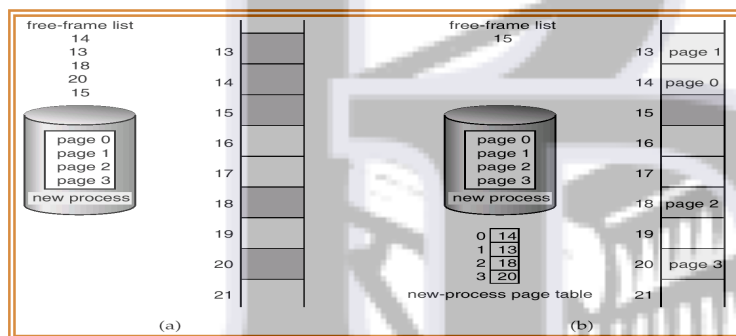 free-frame list
14
13
18
20
15
page 0
page 1
page 2
page 3
new process
13
14
15
16
17
18
19
20
21
(a)
free-frame list
15
page 0
page 1
page 2
page 3
new process
0 14
1 13
2 18
3 20
new-process page table
13 page 1
14 page 0
15
16
17
18 page 2
19
20 page 3
21
(b)